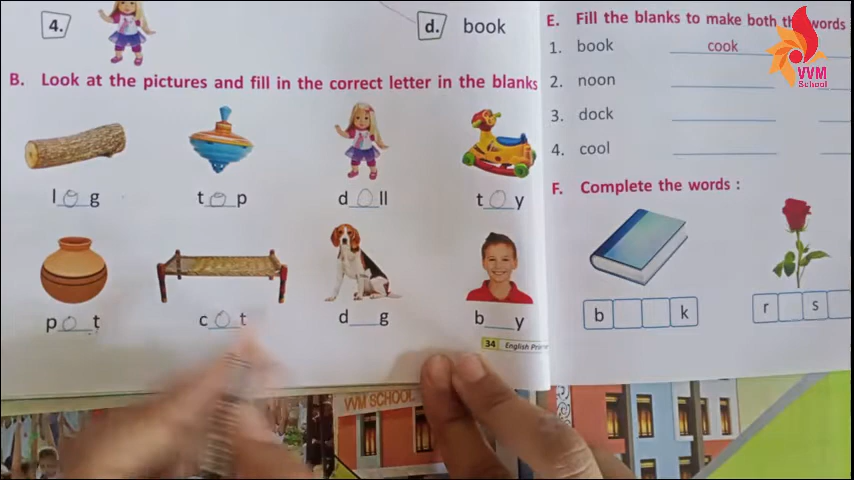 4.
d. book
B. Look at the pictures and fill in the correct letter in the blanks
l o g
t o p
d o ll
t o y
p o t
c o t
d___g
b___y
34 English
E. Fill the blanks to make both the words
1. book cook
2. noon
3. dock
4. cool
F. Complete the words :
b k
r s
VVM
School
VVM SCHOOL